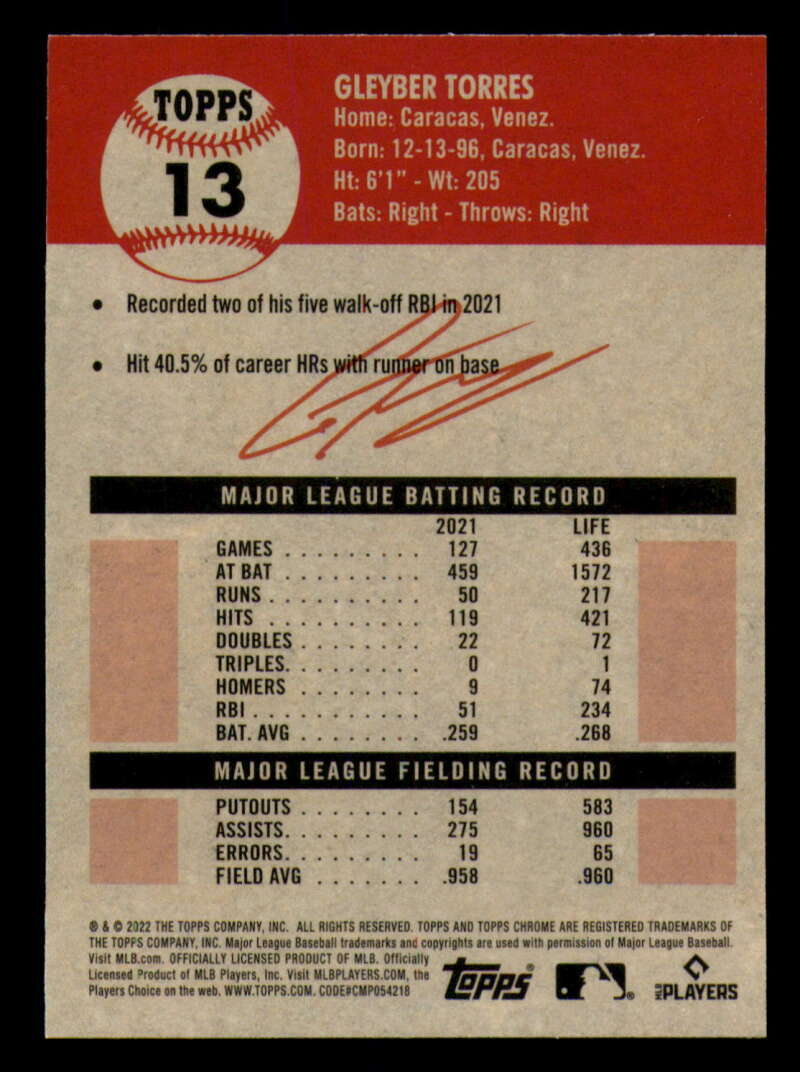 TOPPS
13
GLEYBER TORRES
Home: Caracas, Venez.
Born: 12-13-96, Caracas, Venez.
Ht: 6'1" - Wt: 205
Bats: Right - Throws: Right
• Recorded two of his five walk-off RBI in 2021
• Hit 40.5% of career HRs with runner on base
MAJOR LEAGUE BATTING RECORD
2021 LIFE
GAMES . . . . . . . . . 127 436
AT BAT . . . . . . . . . 459 1572
RUNS . . . . . . . . . . 50 217
HITS . . . . . . . . . . 119 421
DOUBLES . . . . . . . . 22 72
TRIPLES. . . . . . . . . 0 1
HOMERS . . . . . . . . 9 74
RBI . . . . . . . . . . . 51 234
BAT. AVG . . . . . . . . .259 .268
MAJOR LEAGUE FIELDING RECORD
PUTOUTS . . . . . . . . 154 583
ASSISTS. . . . . . . . . 275 960
ERRORS. . . . . . . . . 19 65
FIELD AVG . . . . . . . .958 .960
® & © 2022 THE TOPPS COMPANY, INC. ALL RIGHTS RESERVED. TOPPS AND TOPPS CHROME ARE REGISTERED TRADEMARKS OF
THE TOPPS COMPANY, INC. Major League Baseball trademarks and copyrights are used with permission of Major League Baseball.
Visit MLB.com. OFFICIALLY LICENSED PRODUCT OF MLB. Officially
Licensed Product of MLB Players, Inc. Visit MLBPLAYERS.COM, the
Players Choice on the web. WWW.TOPPS.COM. CODE#CMP054218
Topps®
®
MLB PLAYERS